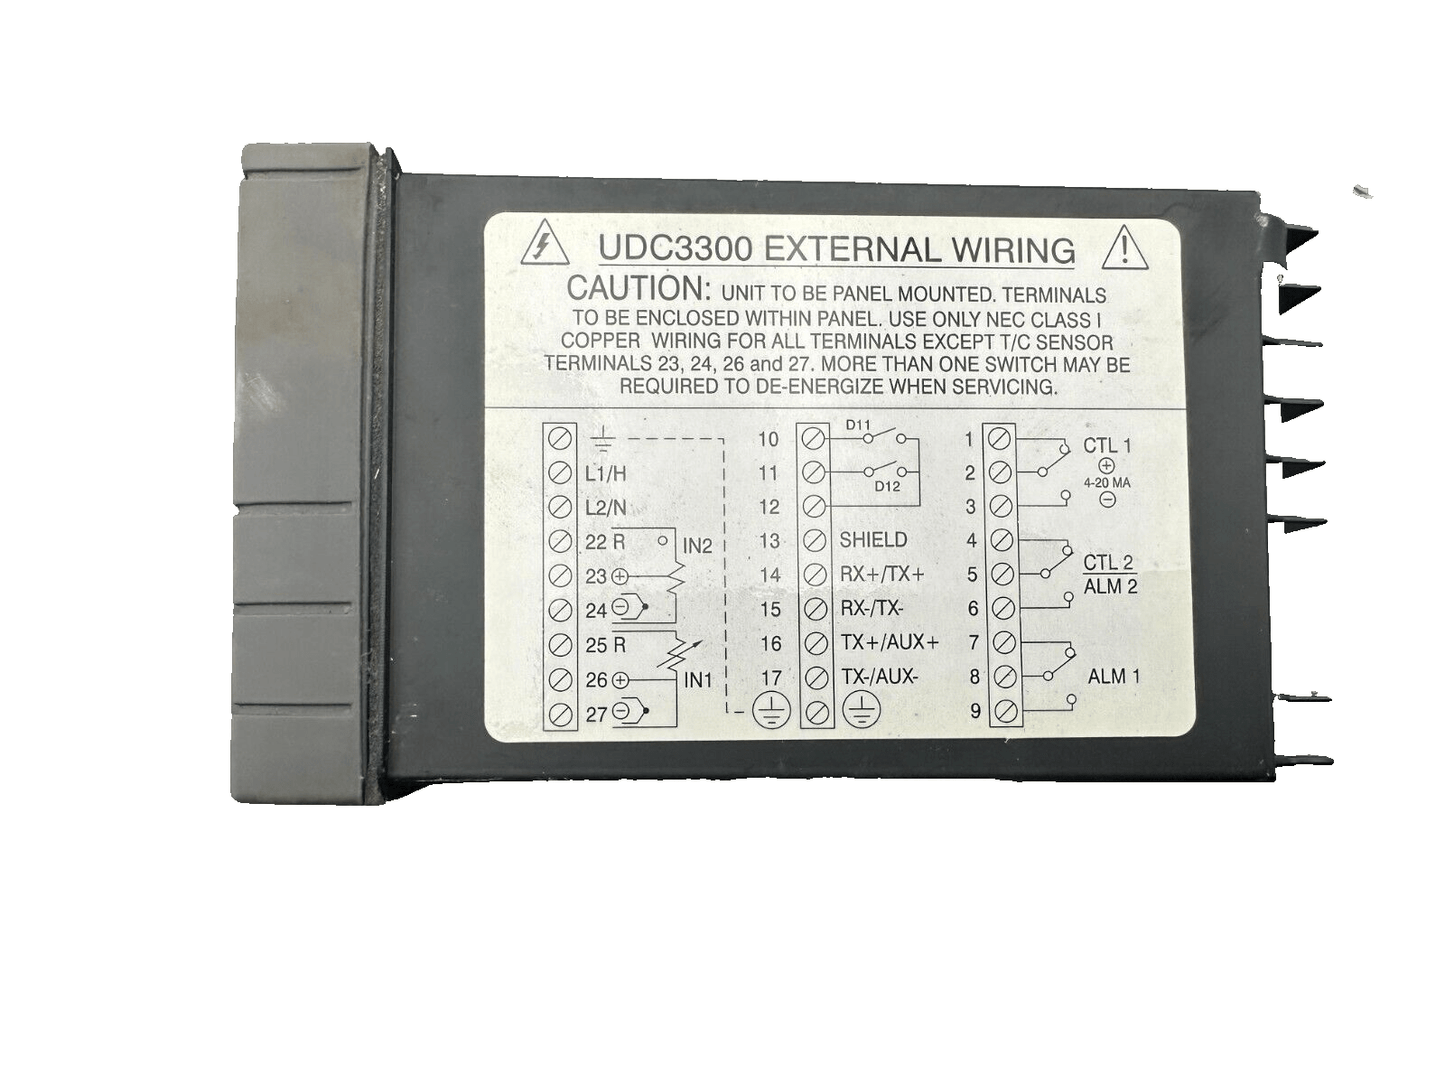 UDC3300 EXTERNAL WIRING
CAUTION: UNIT TO BE PANEL MOUNTED. TERMINALS
TO BE ENCLOSED WITHIN PANEL. USE ONLY NEC CLASS I
COPPER WIRING FOR ALL TERMINALS EXCEPT T/C SENSOR
TERMINALS 23, 24, 26 and 27. MORE THAN ONE SWITCH MAY BE
REQUIRED TO DE-ENERGIZE WHEN SERVICING.
L1/H
L2/N
22 R
IN2
23 +
24 -
25 R
26 +
IN1
27 -
10
D11
11
D12
12
13 SHIELD
14 RX+/TX+
15 RX-/TX-
16 TX+/AUX+
17 TX-/AUX-
1
CTL 1
2
+
4-20 MA
-
3
4
5
CTL 2
ALM 2
6
7
8
ALM 1
9